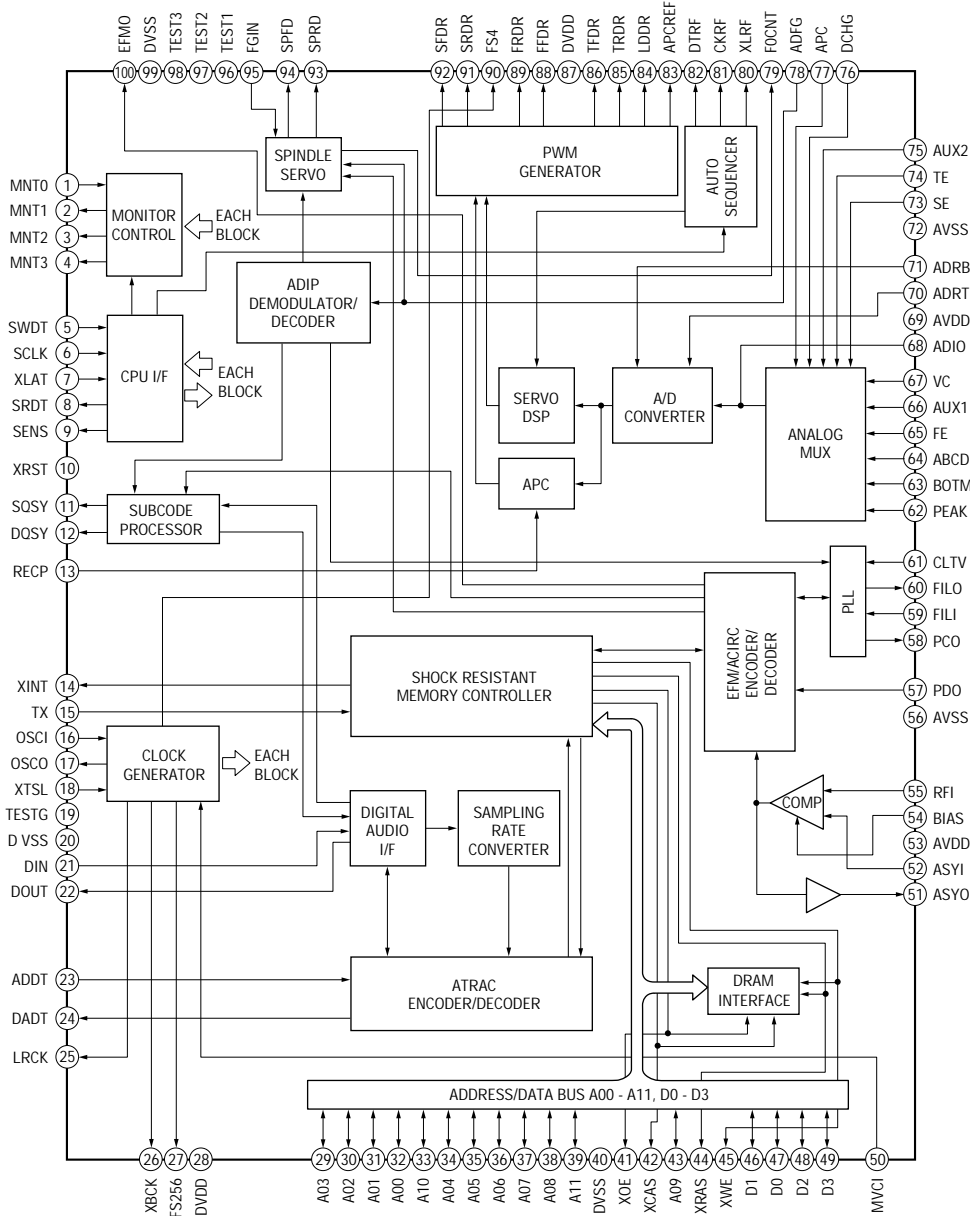 EFMO
DVSS
TEST3
TEST2
TEST1
FGIN
SPFD
SPRD
SFDR
SRDR
FS4
FRDR
FFDR
DVDD
TFDR
TRDR
LDDR
APCREF
DTRF
CKRF
XLRF
F0CNT
ADFG
APC
DCHG
100 99 98 97 96 95 94 93 92 91 90 89 88 87 86 85 84 83 82 81 80 79 78 77 76
MNT0 1
MNT1 2
MNT2 3
MNT3 4
SWDT 5
SCLK 6
XLAT 7
SRDT 8
SENS 9
XRST 10
SQSY 11
DQSY 12
RECP 13
XINT 14
TX 15
OSCI 16
OSCO 17
XTSL 18
TESTG 19
D VSS 20
DIN 21
DOUT 22
ADDT 23
DADT 24
LRCK 25
MONITOR
CONTROL
EACH
BLOCK
SPINDLE
SERVO
PWM
GENERATOR
AUTO
SEQUENCER
ADIP
DEMODULATOR/
DECODER
CPU I/F
EACH
BLOCK
SERVO
DSP
A/D
CONVERTER
ANALOG
MUX
APC
SUBCODE
PROCESSOR
PLL
EFM/ACIRC
ENCODER/
DECODER
SHOCK RESISTANT
MEMORY CONTROLLER
CLOCK
GENERATOR
EACH
BLOCK
COMP
DIGITAL
AUDIO
I/F
SAMPLING
RATE
CONVERTER
ATRAC
ENCODER/DECODER
DRAM
INTERFACE
ADDRESS/DATA BUS A00 - A11, D0 - D3
75 AUX2
74 TE
73 SE
72 AVSS
71 ADRB
70 ADRT
69 AVDD
68 ADIO
67 VC
66 AUX1
65 FE
64 ABCD
63 BOTM
62 PEAK
61 CLTV
60 FILO
59 FILI
58 PCO
57 PDO
56 AVSS
55 RFI
54 BIAS
53 AVDD
52 ASYI
51 ASYO
26 27 28 29 30 31 32 33 34 35 36 37 38 39 40 41 42 43 44 45 46 47 48 49 50
XBCK
FS256
DVDD
A03
A02
A01
A00
A10
A04
A05
A06
A07
A08
A11
DVSS
XOE
XCAS
A09
XRAS
XWE
D1
D0
D2
D3
MVCI